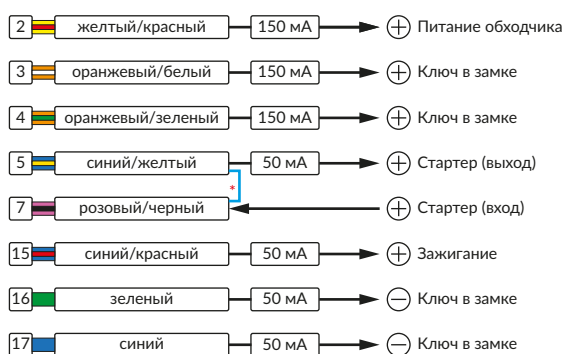 2 желтый/красный 150 мА + Питание обходчика
3 оранжевый/белый 150 мА + Ключ в замке
4 оранжевый/зеленый 150 мА + Ключ в замке
5 синий/желтый 50 мА + Стартер (выход)
*
7 розовый/черный + Стартер (вход)
15 синий/красный 50 мА + Зажигание
16 зеленый 50 мА − Ключ в замке
17 синий 50 мА − Ключ в замке